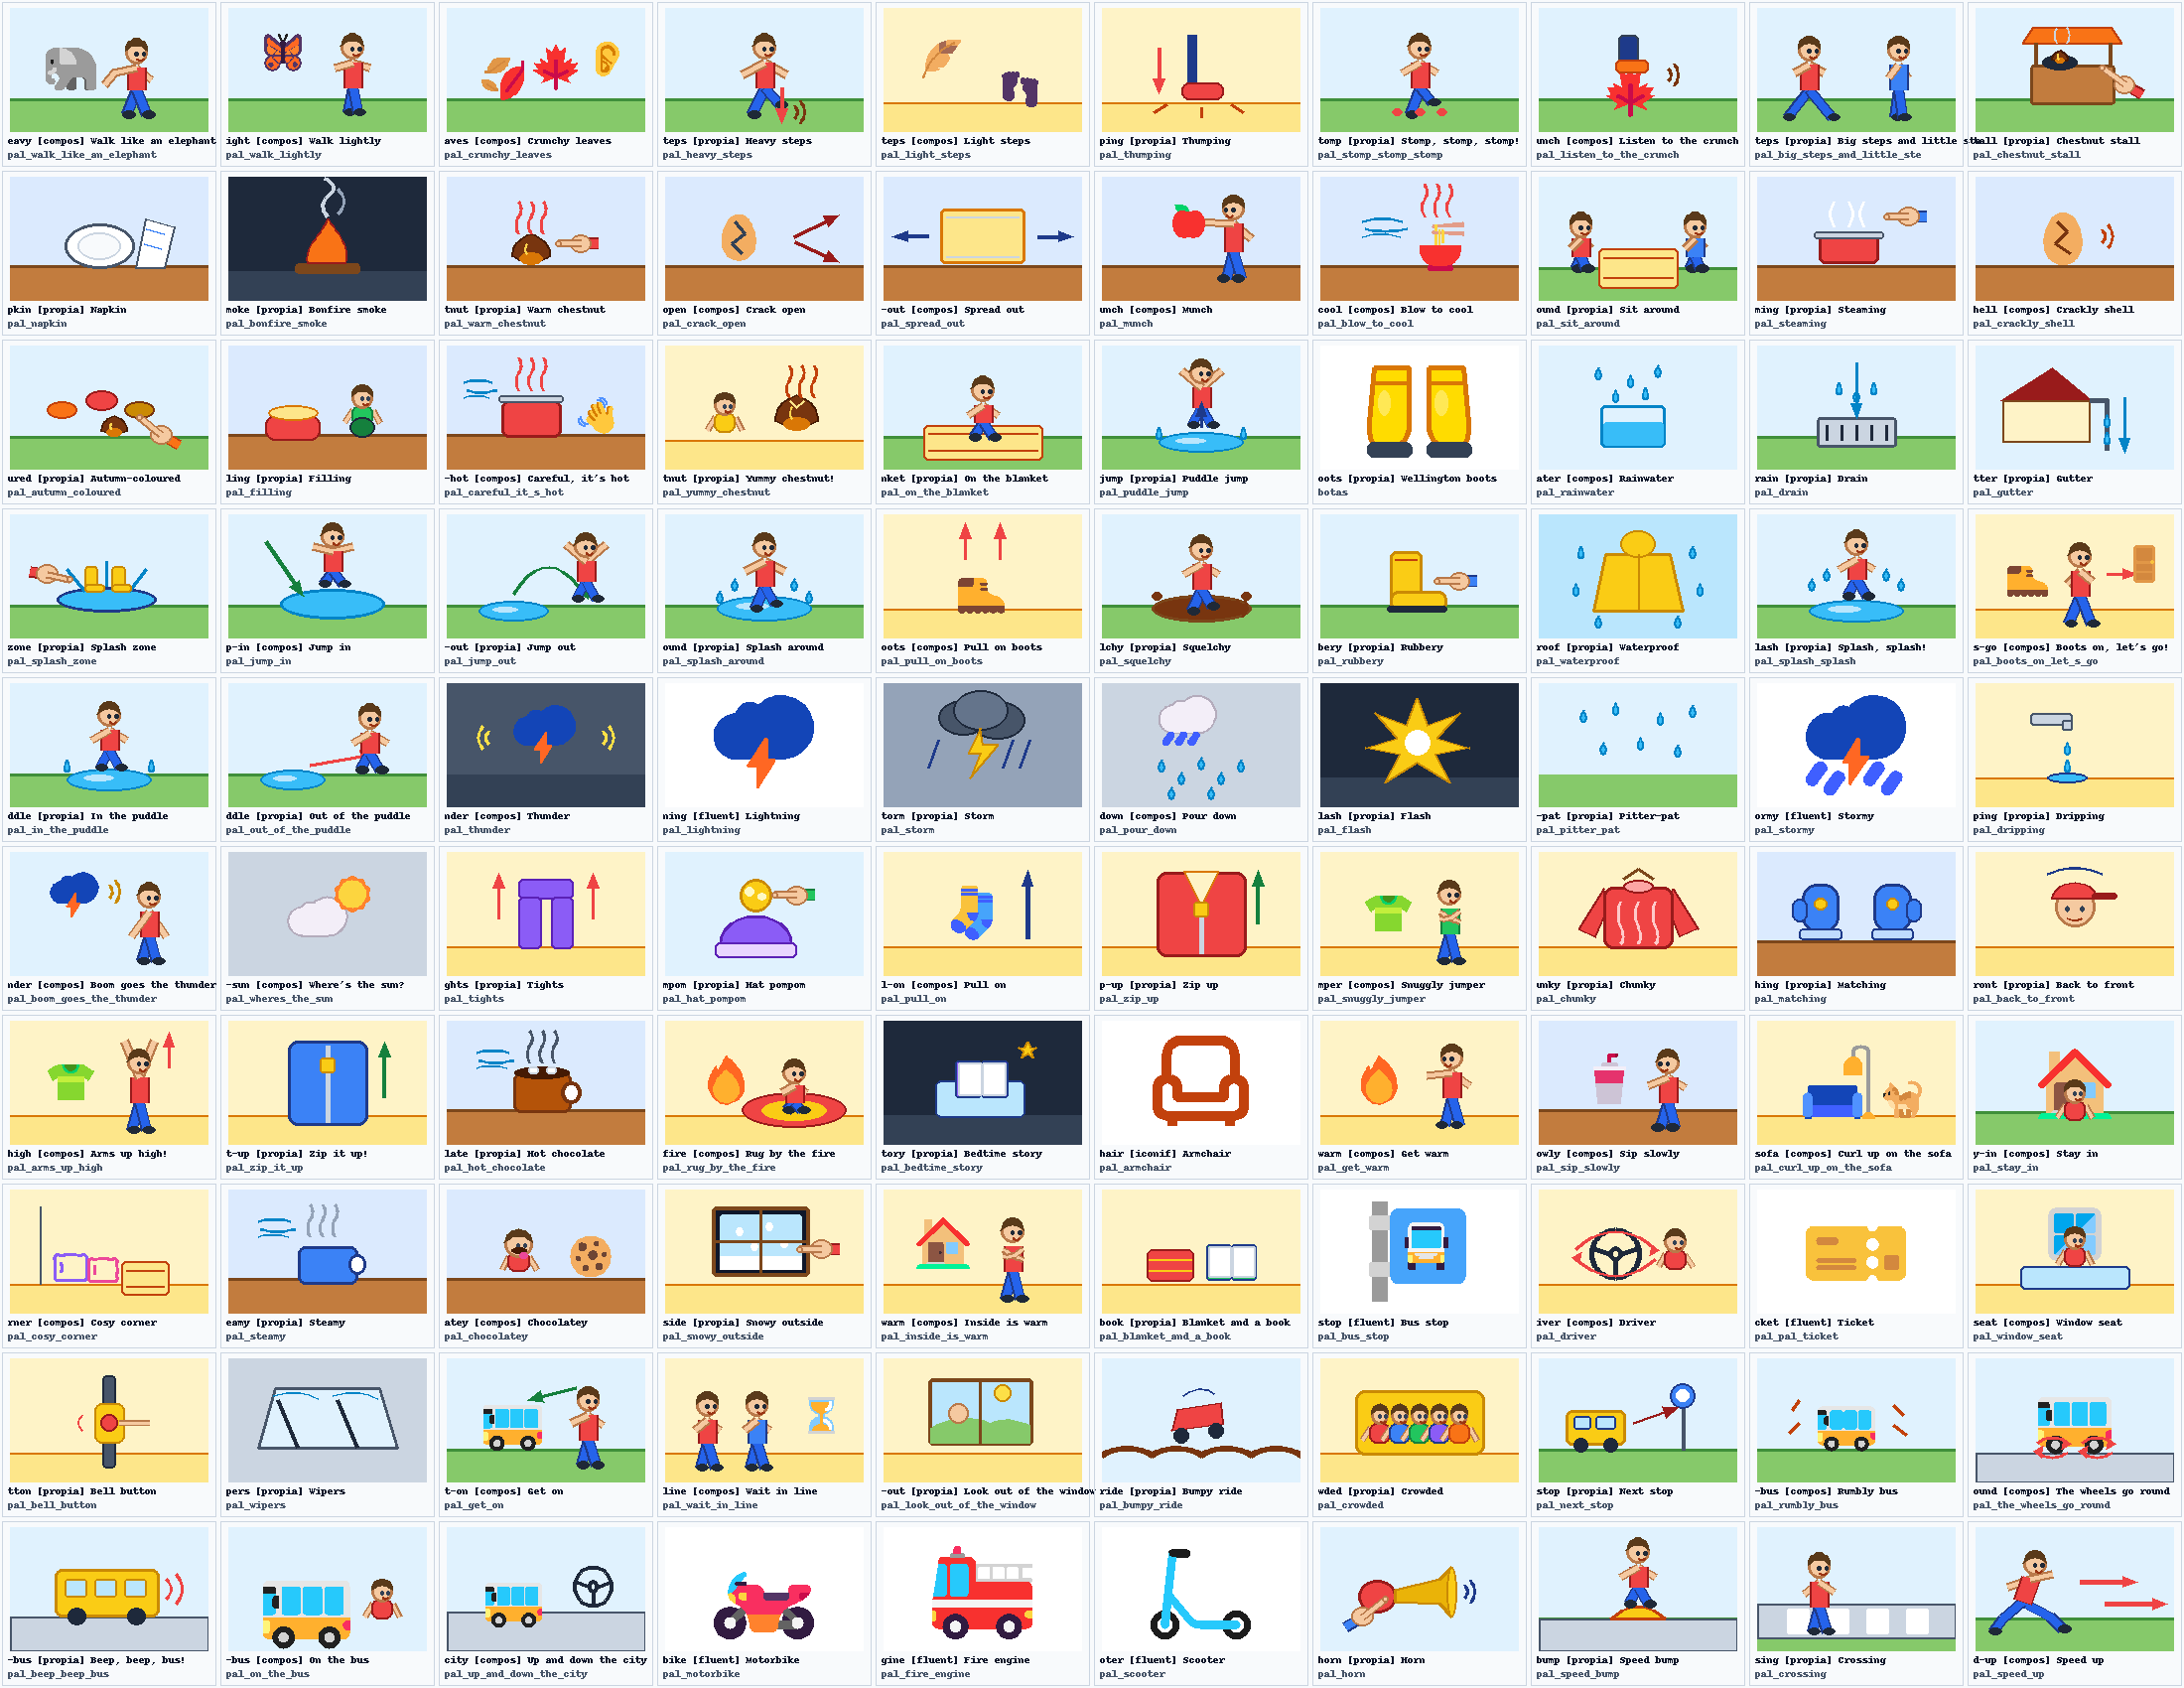 eavy [compos] Walk like an elephant
pal_walk_like_an_elephant
ight [compos] Walk lightly
pal_walk_lightly
aves [compos] Crunchy leaves
pal_crunchy_leaves
teps [propia] Heavy steps
pal_heavy_steps
teps [compos] Light steps
pal_light_steps
ping [propia] Thumping
pal_thumping
tomp [propia] Stomp, stomp, stomp!
pal_stomp_stomp_stomp
unch [compos] Listen to the crunch
pal_listen_to_the_crunch
teps [propia] Big steps and little ste
pal_big_steps_and_little_ste
tall [propia] Chestnut stall
pal_chestnut_stall
pkin [propia] Napkin
pal_napkin
moke [propia] Bonfire smoke
pal_bonfire_smoke
tnut [propia] Warm chestnut
pal_warm_chestnut
open [compos] Crack open
pal_crack_open
-out [compos] Spread out
pal_spread_out
unch [compos] Munch
pal_munch
cool [compos] Blow to cool
pal_blow_to_cool
ound [propia] Sit around
pal_sit_around
ming [propia] Steaming
pal_steaming
hell [compos] Crackly shell
pal_crackly_shell
ured [propia] Autumn-coloured
pal_autumn_coloured
ling [propia] Filling
pal_filling
-hot [compos] Careful, it's hot
pal_careful_it_s_hot
tnut [propia] Yummy chestnut!
pal_yummy_chestnut
nket [propia] On the blanket
pal_on_the_blanket
jump [propia] Puddle jump
pal_puddle_jump
oots [propia] Wellington boots
botas
ater [compos] Rainwater
pal_rainwater
rain [propia] Drain
pal_drain
tter [propia] Gutter
pal_gutter
zone [propia] Splash zone
pal_splash_zone
p-in [compos] Jump in
pal_jump_in
-out [propia] Jump out
pal_jump_out
ound [propia] Splash around
pal_splash_around
oots [compos] Pull on boots
pal_pull_on_boots
lchy [propia] Squelchy
pal_squelchy
bery [propia] Rubbery
pal_rubbery
roof [propia] Waterproof
pal_waterproof
lash [propia] Splash, splash!
pal_splash_splash
s-go [compos] Boots on, let's go!
pal_boots_on_let_s_go
ddle [propia] In the puddle
pal_in_the_puddle
ddle [propia] Out of the puddle
pal_out_of_the_puddle
nder [compos] Thunder
pal_thunder
ning [fluent] Lightning
pal_lightning
torm [propia] Storm
pal_storm
down [compos] Pour down
pal_pour_down
lash [propia] Flash
pal_flash
-pat [propia] Pitter-pat
pal_pitter_pat
ormy [fluent] Stormy
pal_stormy
ping [propia] Dripping
pal_dripping
nder [compos] Boom goes the thunder
pal_boom_goes_the_thunder
-sun [compos] Where's the sun?
pal_wheres_the_sun
ghts [propia] Tights
pal_tights
mpom [propia] Hat pompom
pal_hat_pompom
l-on [compos] Pull on
pal_pull_on
p-up [propia] Zip up
pal_zip_up
mper [compos] Snuggly jumper
pal_snuggly_jumper
unky [propia] Chunky
pal_chunky
hing [propia] Matching
pal_matching
ront [propia] Back to front
pal_back_to_front
high [compos] Arms up high!
pal_arms_up_high
t-up [propia] Zip it up!
pal_zip_it_up
late [propia] Hot chocolate
pal_hot_chocolate
fire [compos] Rug by the fire
pal_rug_by_the_fire
tory [propia] Bedtime story
pal_bedtime_story
hair [iconif] Armchair
pal_armchair
warm [compos] Get warm
pal_get_warm
owly [compos] Sip slowly
pal_sip_slowly
sofa [compos] Curl up on the sofa
pal_curl_up_on_the_sofa
y-in [compos] Stay in
pal_stay_in
rner [compos] Cosy corner
pal_cosy_corner
eamy [propia] Steamy
pal_steamy
atey [compos] Chocolatey
pal_chocolatey
side [propia] Snowy outside
pal_snowy_outside
warm [compos] Inside is warm
pal_inside_is_warm
book [propia] Blanket and a book
pal_blanket_and_a_book
stop [fluent] Bus stop
pal_bus_stop
iver [compos] Driver
pal_driver
cket [fluent] Ticket
pal_pal_ticket
seat [compos] Window seat
pal_window_seat
tton [propia] Bell button
pal_bell_button
pers [propia] Wipers
pal_wipers
t-on [compos] Get on
pal_get_on
line [compos] Wait in line
pal_wait_in_line
-out [propia] Look out of the window
pal_look_out_of_the_window
ride [propia] Bumpy ride
pal_bumpy_ride
wded [propia] Crowded
pal_crowded
stop [propia] Next stop
pal_next_stop
-bus [compos] Rumbly bus
pal_rumbly_bus
ound [compos] The wheels go round
pal_the_wheels_go_round
-bus [propia] Beep, beep, bus!
pal_beep_beep_bus
-bus [compos] On the bus
pal_on_the_bus
city [compos] Up and down the city
pal_up_and_down_the_city
bike [fluent] Motorbike
pal_motorbike
gine [fluent] Fire engine
pal_fire_engine
oter [fluent] Scooter
pal_scooter
horn [propia] Horn
pal_horn
bump [propia] Speed bump
pal_speed_bump
sing [propia] Crossing
pal_crossing
d-up [compos] Speed up
pal_speed_up